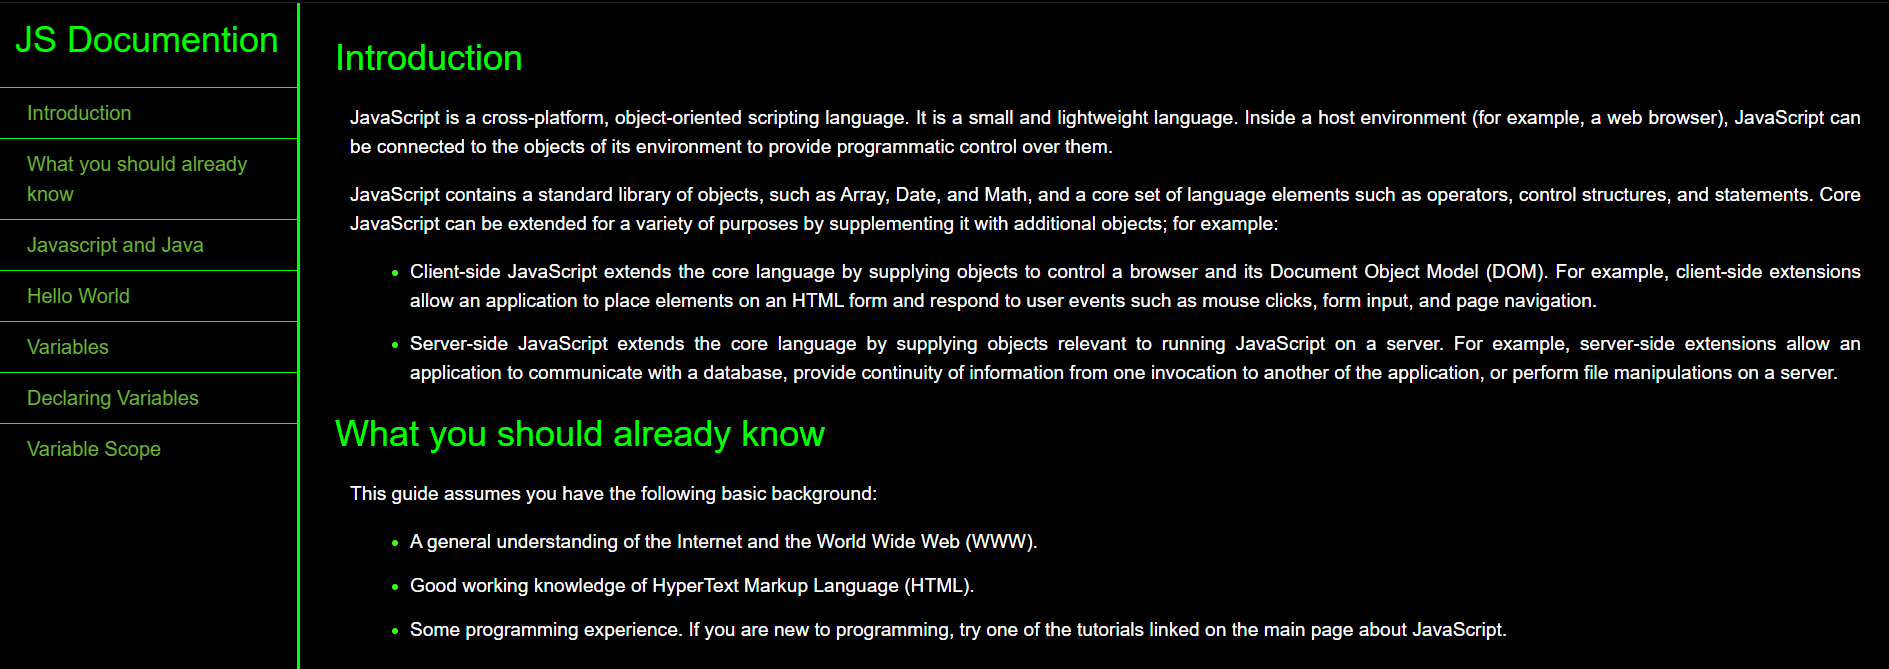 JS Documention
Introduction
What you should already
know
Javascript and Java
Hello World
Variables
Declaring Variables
Variable Scope
Introduction
JavaScript is a cross-platform, object-oriented scripting language. It is a small and lightweight language. Inside a host environment (for example, a web browser), JavaScript can
be connected to the objects of its environment to provide programmatic control over them.
JavaScript contains a standard library of objects, such as Array, Date, and Math, and a core set of language elements such as operators, control structures, and statements. Core
JavaScript can be extended for a variety of purposes by supplementing it with additional objects; for example:
• Client-side JavaScript extends the core language by supplying objects to control a browser and its Document Object Model (DOM). For example, client-side extensions
allow an application to place elements on an HTML form and respond to user events such as mouse clicks, form input, and page navigation.
• Server-side JavaScript extends the core language by supplying objects relevant to running JavaScript on a server. For example, server-side extensions allow an
application to communicate with a database, provide continuity of information from one invocation to another of the application, or perform file manipulations on a server.
What you should already know
This guide assumes you have the following basic background:
• A general understanding of the Internet and the World Wide Web (WWW).
• Good working knowledge of HyperText Markup Language (HTML).
• Some programming experience. If you are new to programming, try one of the tutorials linked on the main page about JavaScript.